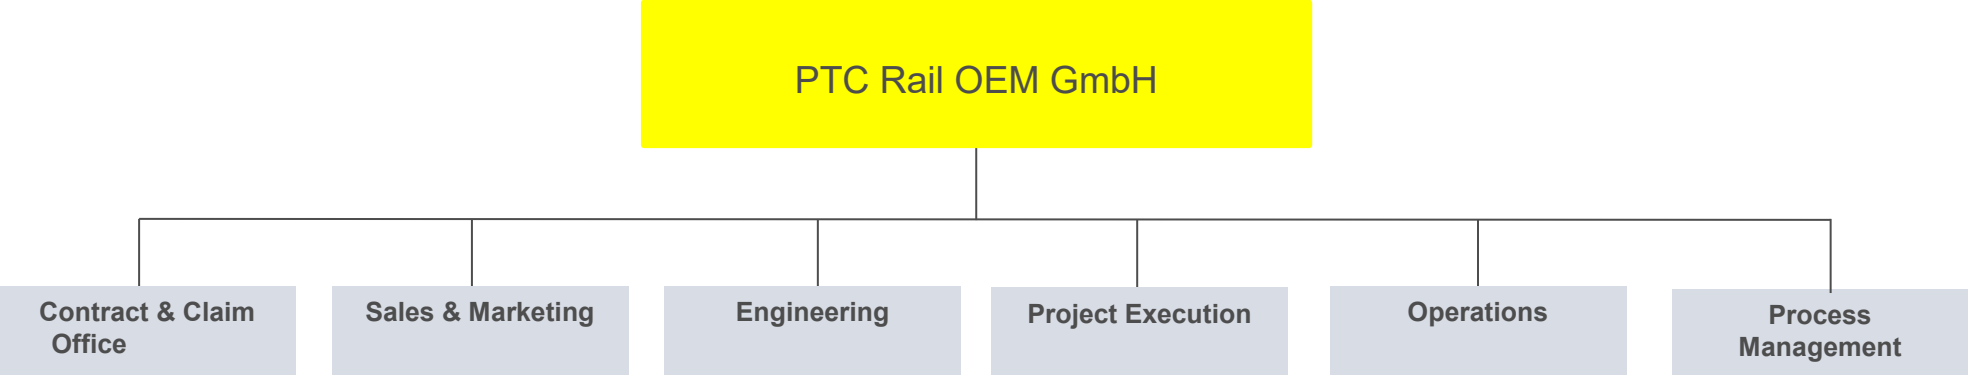 PTC Rail OEM GmbH
Contract & Claim
Office
Sales & Marketing
Engineering
Project Execution
Operations
Process
Management